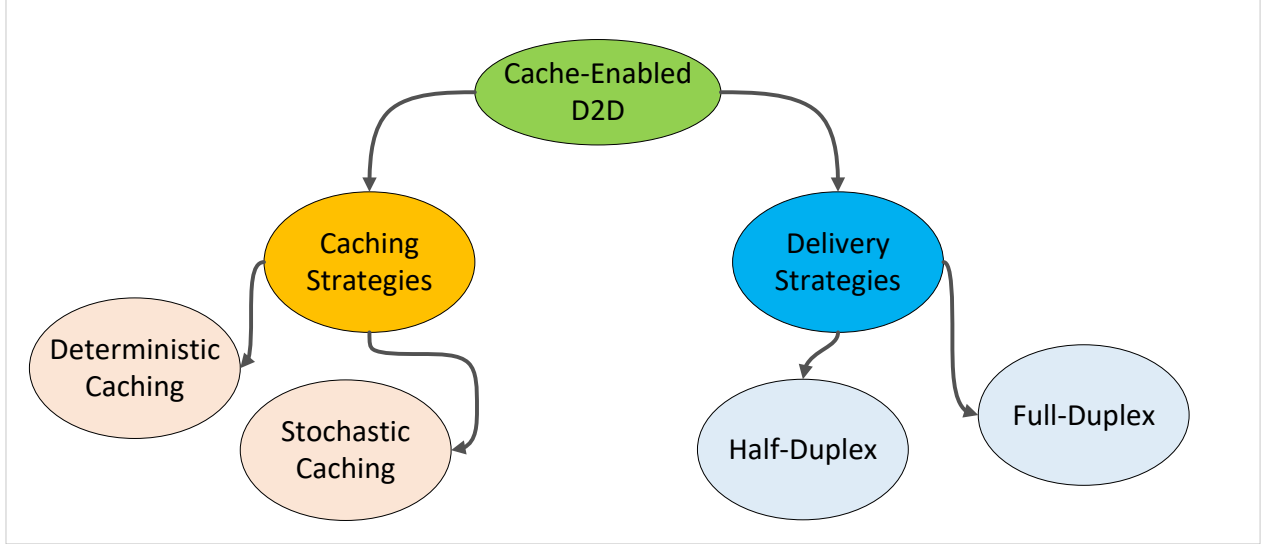 Cache-Enabled
D2D
Caching
Strategies
Delivery
Strategies
Deterministic
Caching
Stochastic
Caching
Half-Duplex
Full-Duplex